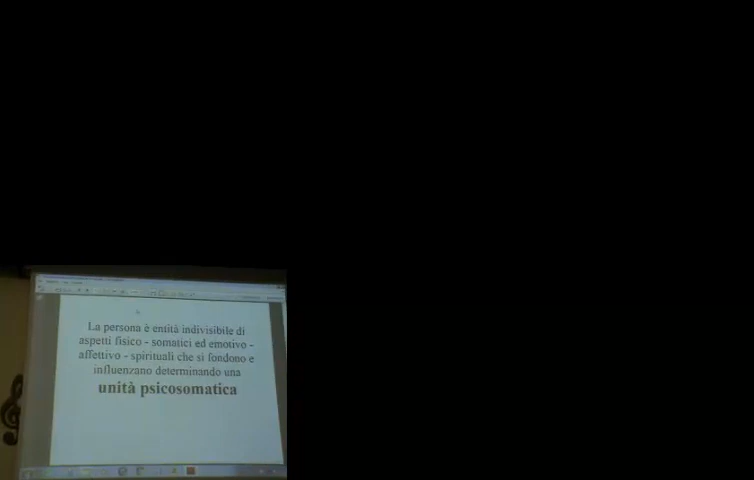 La persona è entità indivisibile di
aspetti fisico - somatici ed emotivo -
affettivo - spirituali che si fondono e
influenzano determinando una
unità psicosomatica